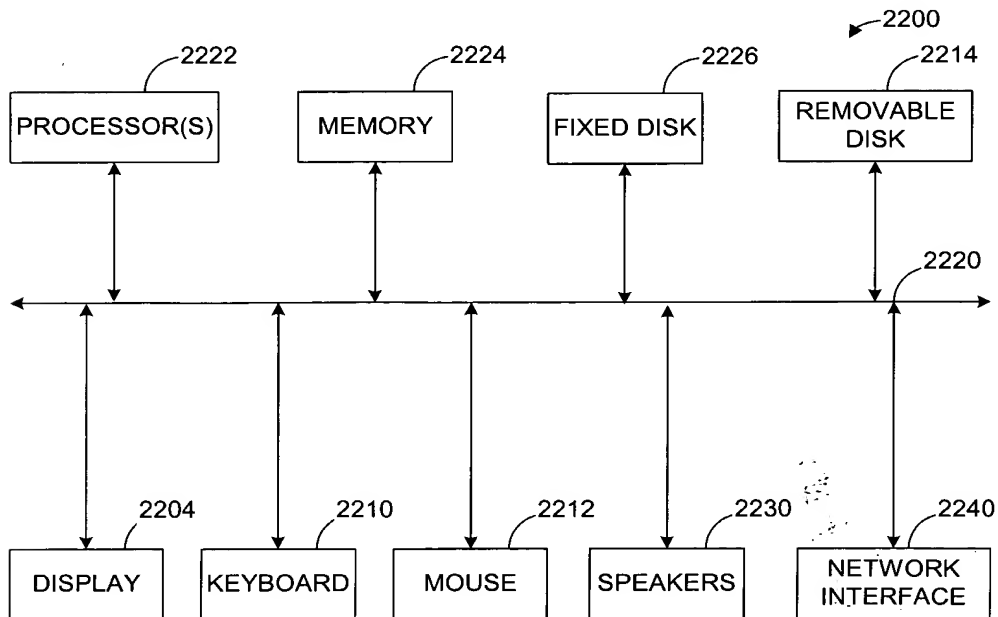 2200
2222
2224
2226
2214
PROCESSOR(S)
MEMORY
FIXED DISK
REMOVABLE
DISK
2220
2204
2210
2212
2230
2240
DISPLAY
KEYBOARD
MOUSE
SPEAKERS
NETWORK
INTERFACE